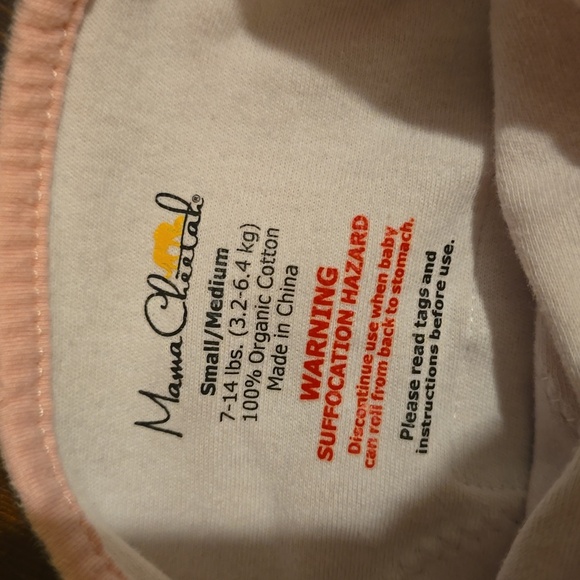 Mama Cheetah®
Small/Medium
7-14 lbs. (3.2-6.4 kg)
100% Organic Cotton
Made in China
WARNING
SUFFOCATION HAZARD
Discontinue use when baby
can roll from back to stomach.
Please read tags and
instructions before use.